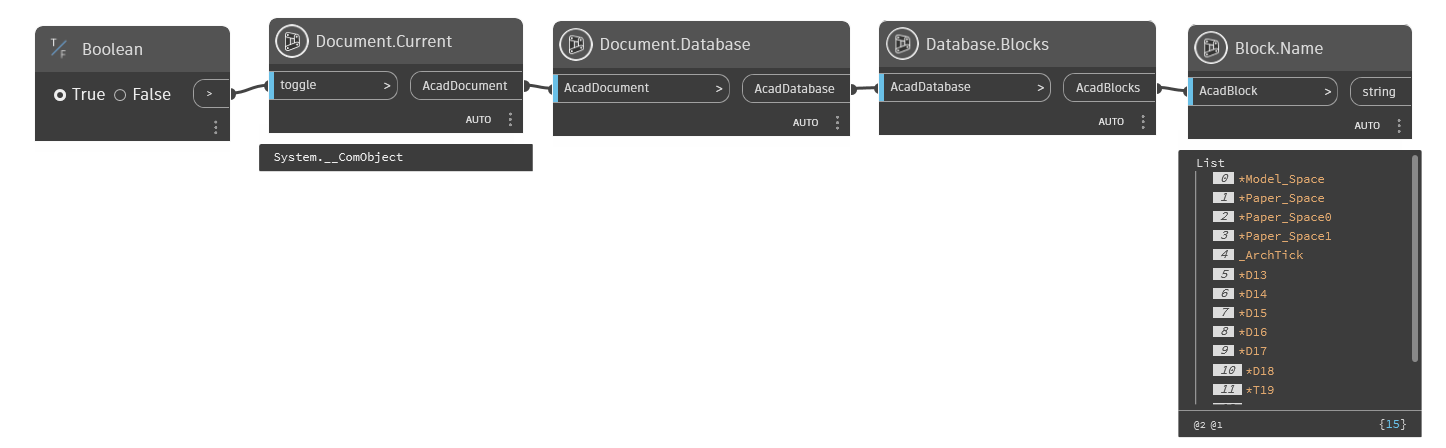 T/F Boolean
True False >
Document.Current
toggle > AcadDocument
AUTO
System.__ComObject
Document.Database
AcadDocument > AcadDatabase
AUTO
Database.Blocks
AcadDatabase > AcadBlocks
AUTO
Block.Name
AcadBlock > string
AUTO
List
0 *Model_Space
1 *Paper_Space
2 *Paper_Space0
3 *Paper_Space1
4 _ArchTick
5 *D13
6 *D14
7 *D15
8 *D16
9 *D17
10 *D18
11 *T19
@2 @1 {15}